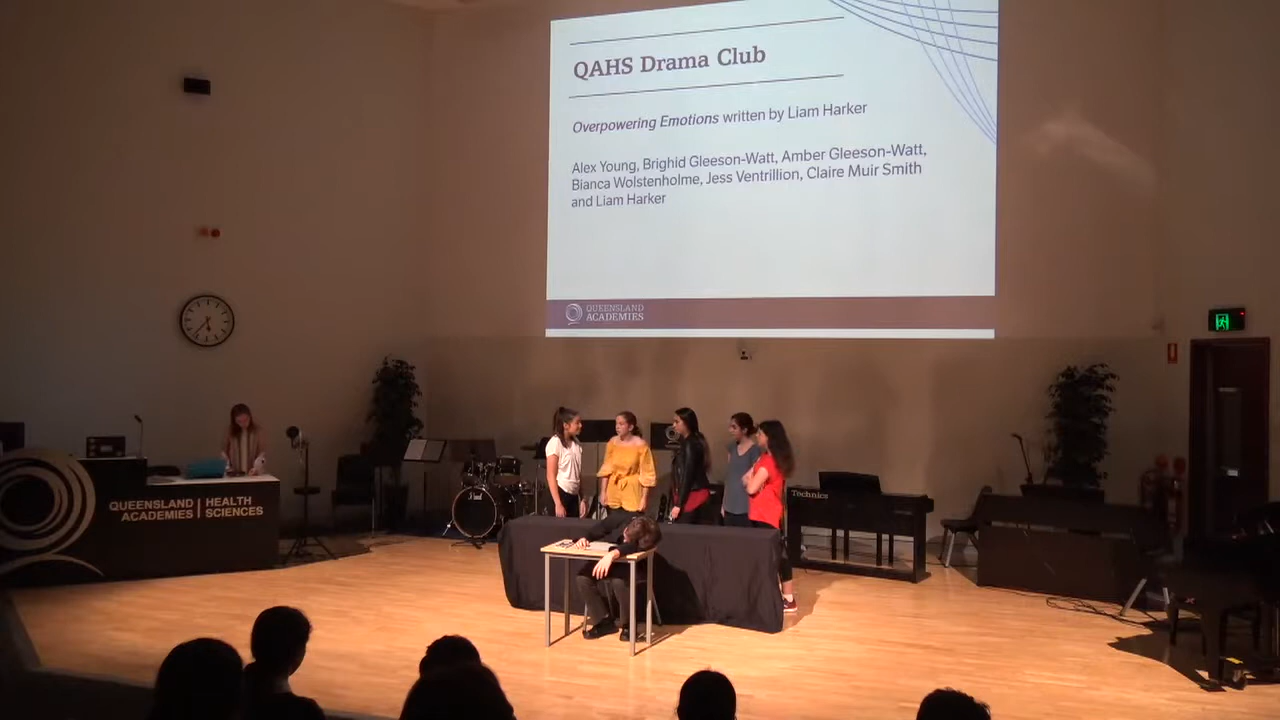 QAHS Drama Club
Overpowering Emotions written by Liam Harker
Alex Young, Brighid Gleeson-Watt, Amber Gleeson-Watt,
Bianca Wolstenholme, Jess Ventrillion, Claire Muir Smith
and Liam Harker
QUEENSLAND
ACADEMIES
QUEENSLAND
ACADEMIES
HEALTH
SCIENCES
Technics